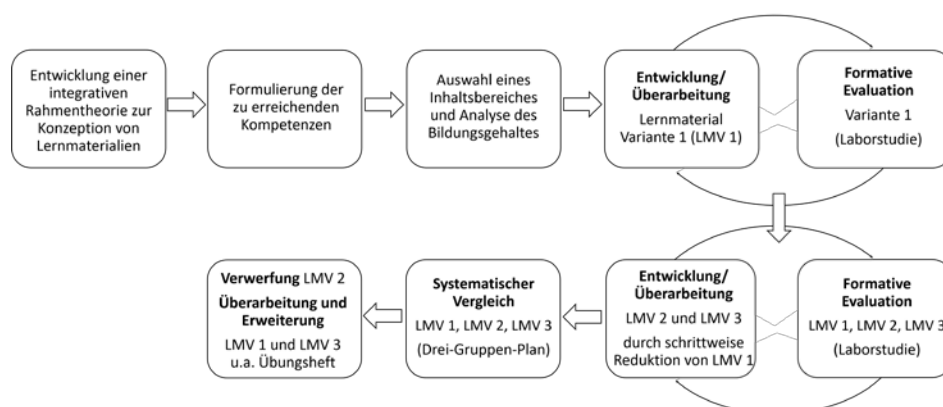 Entwicklung einer
integrativen
Rahmentheorie zur
Konzeption von
Lernmaterialien
Formulierung der
zu erreichenden
Kompetenzen
Auswahl eines
Inhaltsbereiches
und Analyse des
Bildungsgehaltes
Entwicklung/
Überarbeitung
Lernmaterial
Variante 1 (LMV 1)
Formative
Evaluation
Variante 1
(Laborstudie)
Verwerfung LMV 2
Überarbeitung und
Erweiterung
LMV 1 und LMV 3
u.a. Übungsheft
Systematischer
Vergleich
LMV 1, LMV 2, LMV 3
(Drei-Gruppen-Plan)
Entwicklung/
Überarbeitung
LMV 2 und LMV 3
durch schrittweise
Reduktion von LMV 1
Formative
Evaluation
LMV 1, LMV 2, LMV 3
(Laborstudie)